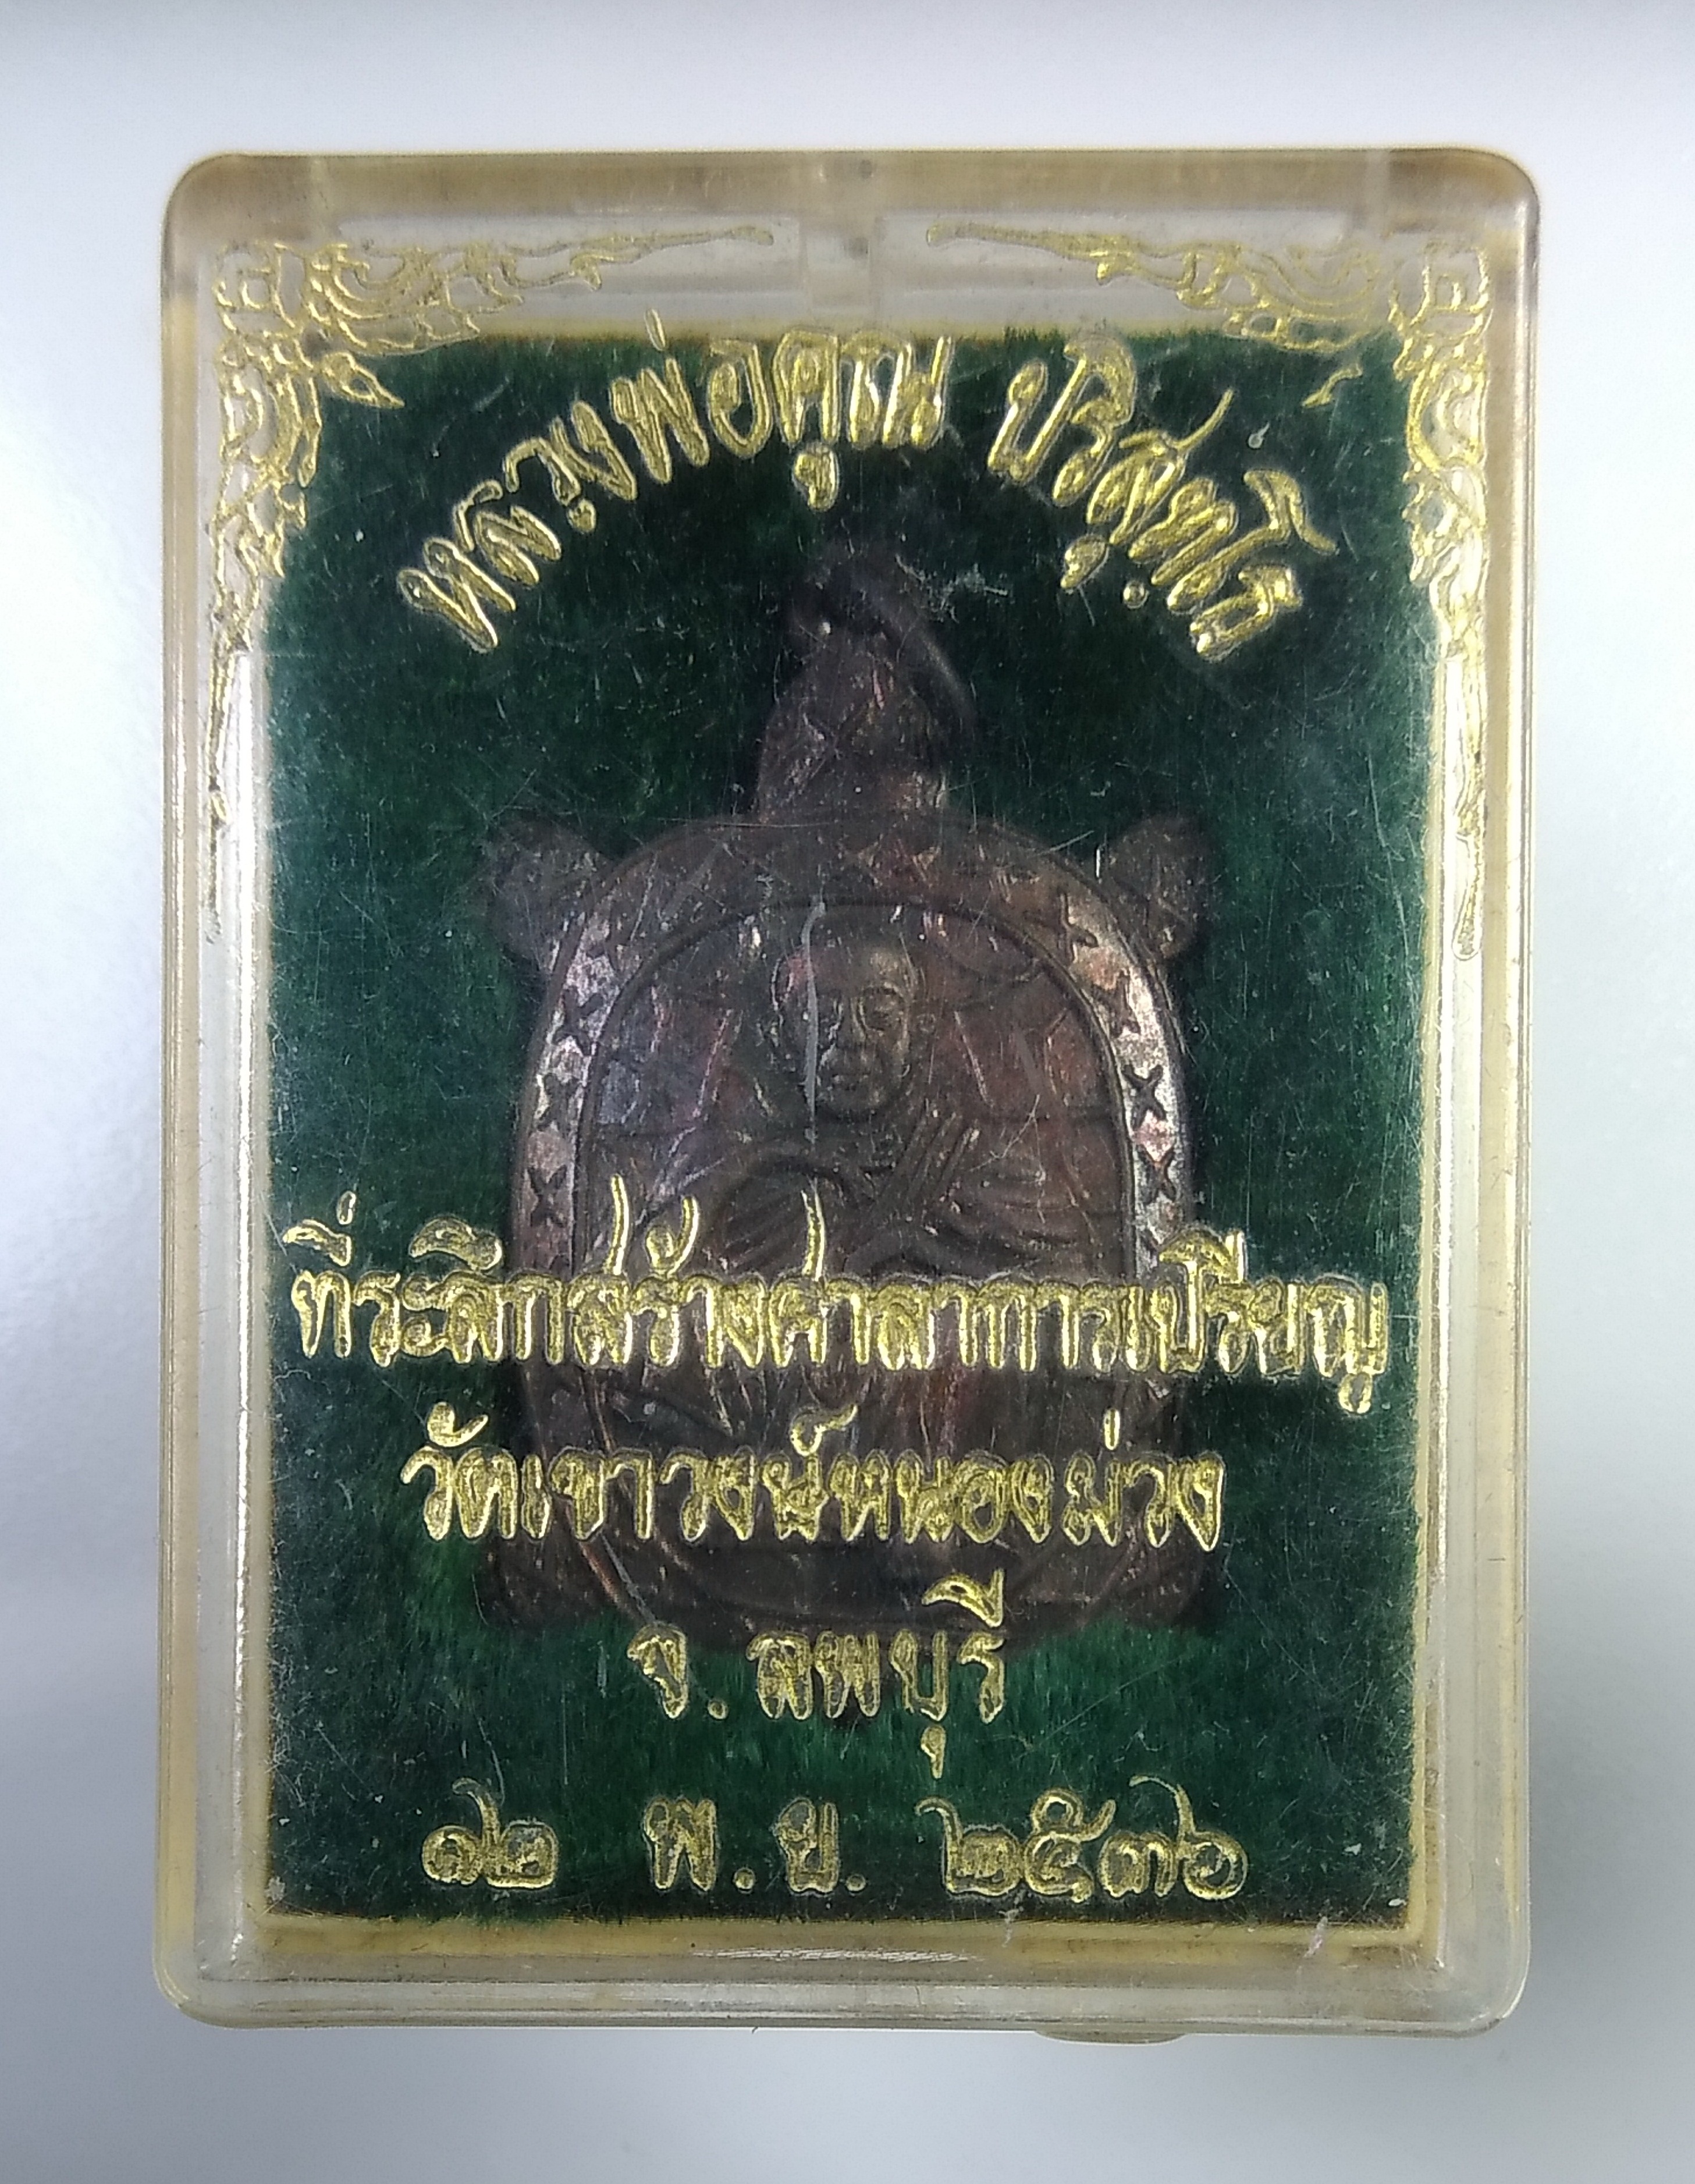 หลวงพ่อคูณ ปริสุทฺโธ
ที่ระลึกสร้างศาลาการเปรียญ
วัดเขาวงษ์หนองม่วง
จ.ลพบุรี
๑๒ พ.ย. ๒๕๓๖